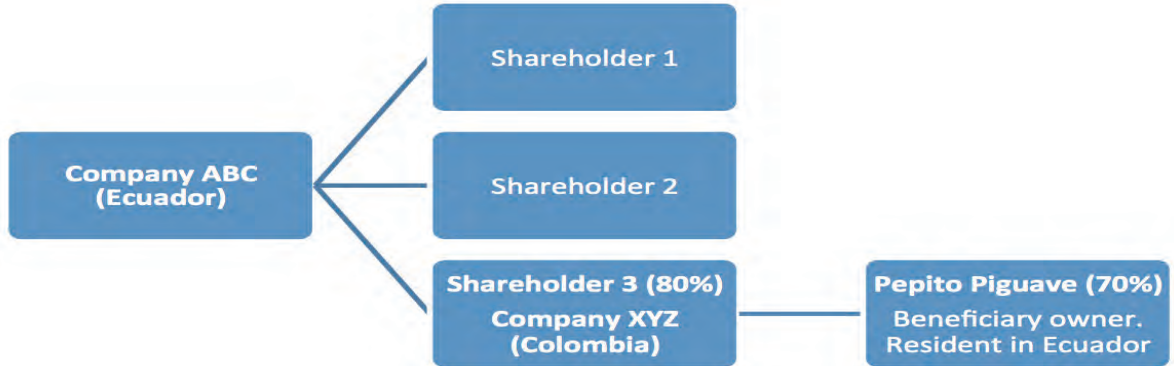 Shareholder 1
Company ABC
(Ecuador)
Shareholder 2
Shareholder 3 (80%)
Company XYZ
(Colombia)
Pepito Piguave (70%)
Beneficiary owner.
Resident in Ecuador